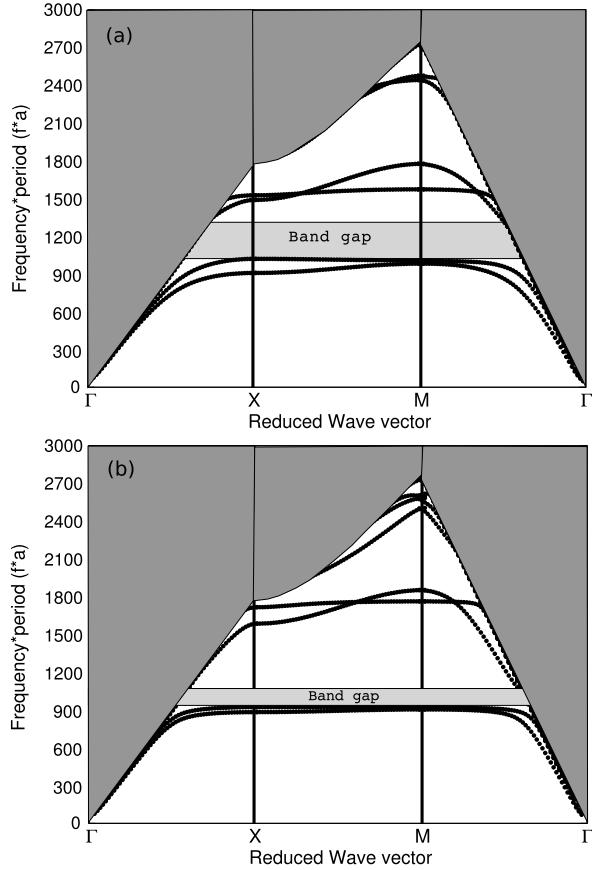 (a)
Frequency*period (f*a)
3000
2700
2400
2100
1800
1500
1200
900
600
300
0
Band gap
Γ X M Γ
Reduced Wave vector
(b)
Frequency*period (f*a)
3000
2700
2400
2100
1800
1500
1200
900
600
300
0
Band gap
Γ X M Γ
Reduced Wave vector